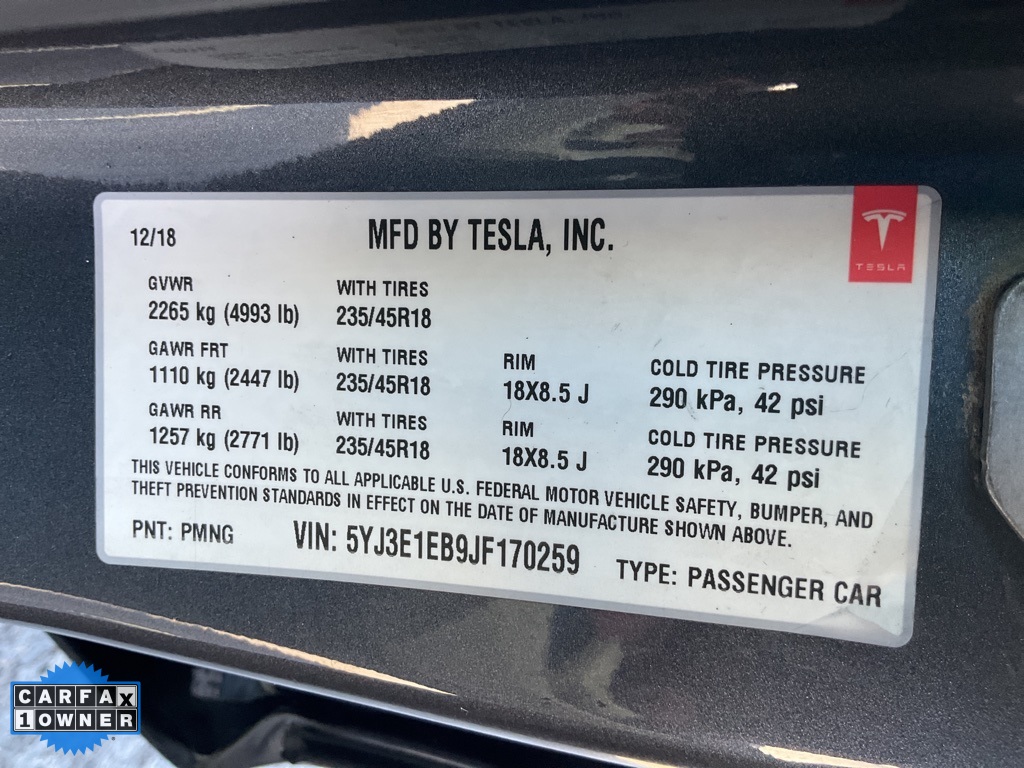 12/18
MFD BY TESLA, INC.
TESLA
GVWR
2265 kg (4993 lb)
WITH TIRES
235/45R18
GAWR FRT
1110 kg (2447 lb)
WITH TIRES
235/45R18
RIM
18X8.5 J
COLD TIRE PRESSURE
290 kPa, 42 psi
GAWR RR
1257 kg (2771 lb)
WITH TIRES
235/45R18
RIM
18X8.5 J
COLD TIRE PRESSURE
290 kPa, 42 psi
THIS VEHICLE CONFORMS TO ALL APPLICABLE U.S. FEDERAL MOTOR VEHICLE SAFETY, BUMPER, AND
THEFT PREVENTION STANDARDS IN EFFECT ON THE DATE OF MANUFACTURE SHOWN ABOVE.
PNT: PMNG
VIN: 5YJ3E1EB9JF170259
TYPE: PASSENGER CAR
CARFAX
1 OWNER